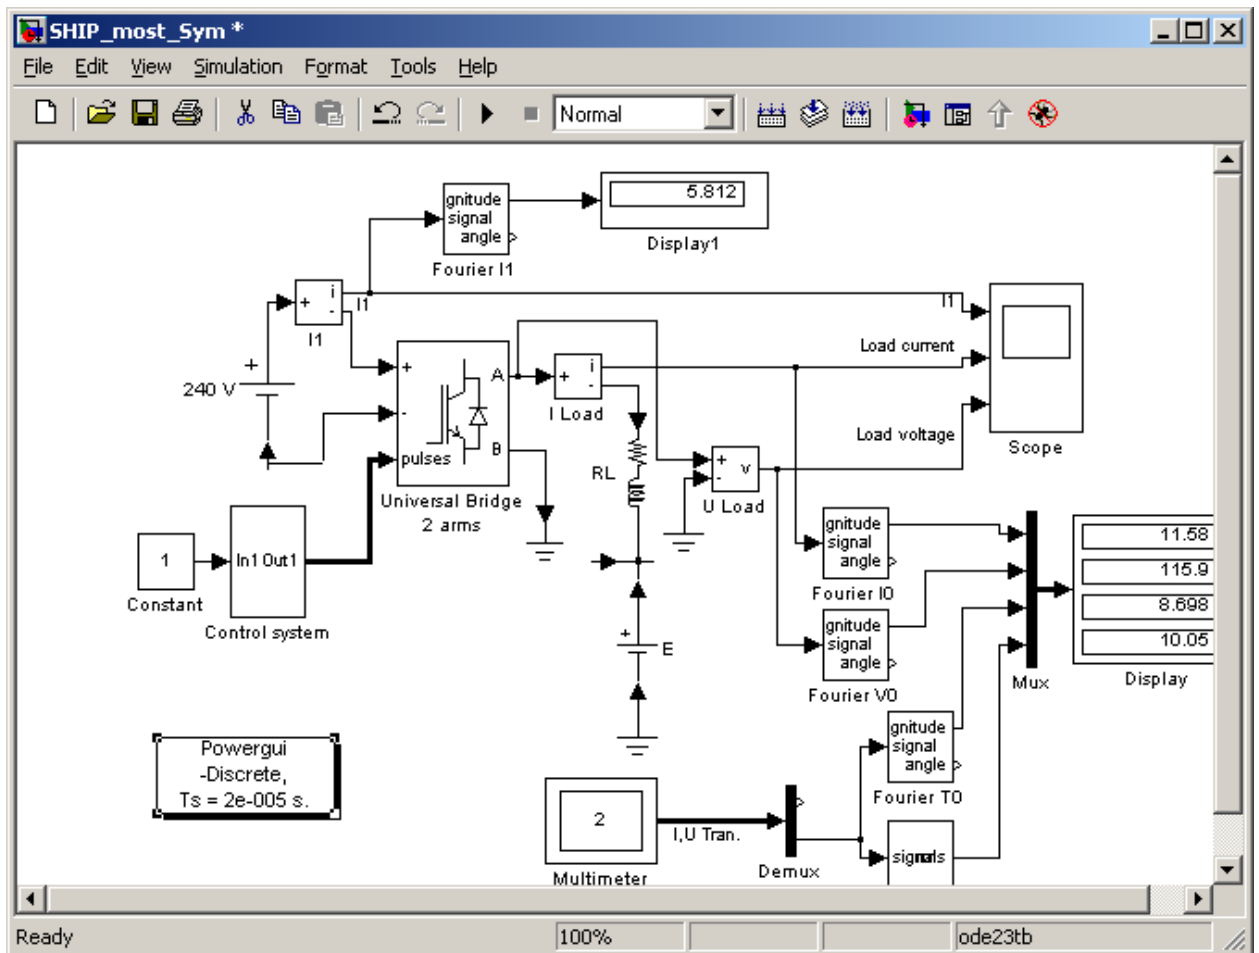 SHIP_most_Sym *
File Edit View Simulation Format Tools Help
Normal
gnitude
signal
angle
Fourier I1
5.812
Display1
+
i
-
I1
I1
I1
+
240 V
+
-
pulses
A
B
Universal Bridge
2 arms
+
i
-
I Load
Load current
Load voltage
Scope
RL
+
-
v
U Load
1
Constant
In1 Out1
Control system
gnitude
signal
angle
Fourier I0
gnitude
signal
angle
Fourier V0
Mux
11.58
115.9
8.698
10.05
Display
+
E
Powergui
-Discrete,
Ts = 2e-005 s.
gnitude
signal
angle
Fourier T0
2
Multimeter
I,U Tran.
Demux
Ready
100%
ode23tb